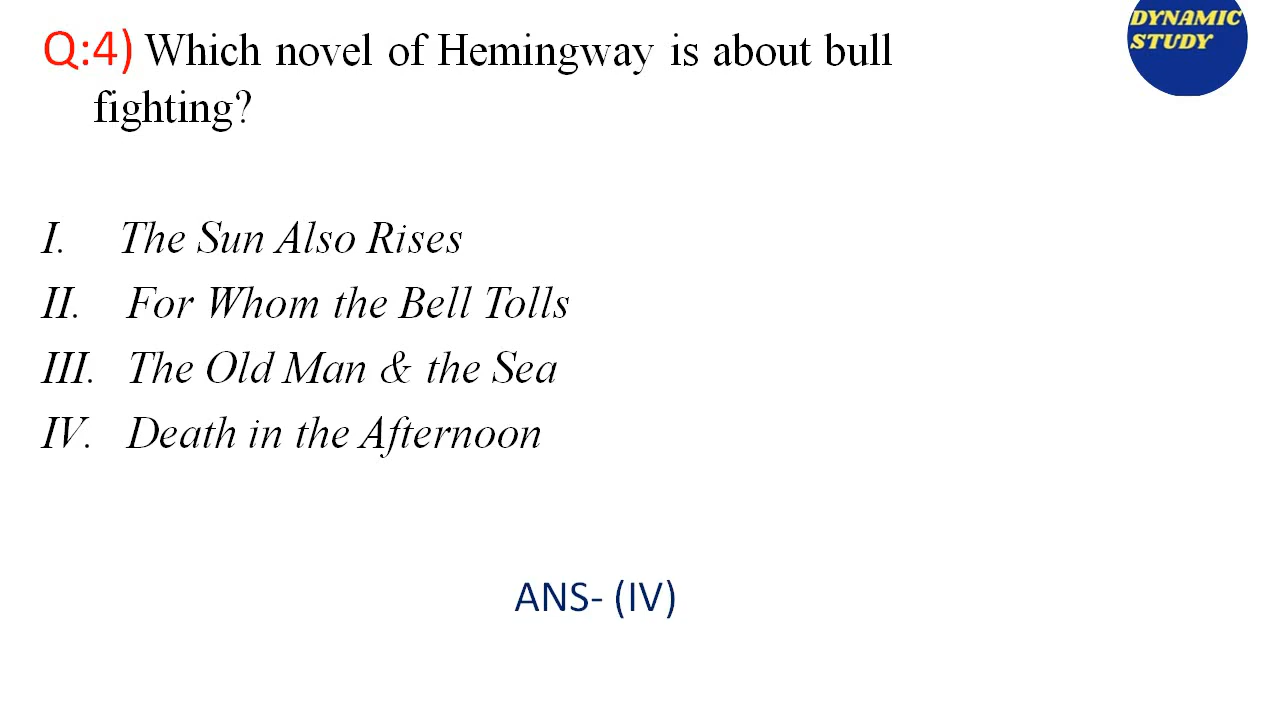 Q:4) Which novel of Hemingway is about bull
fighting?
DYNAMIC
STUDY
I. The Sun Also Rises
II. For Whom the Bell Tolls
III. The Old Man & the Sea
IV. Death in the Afternoon
ANS- (IV)